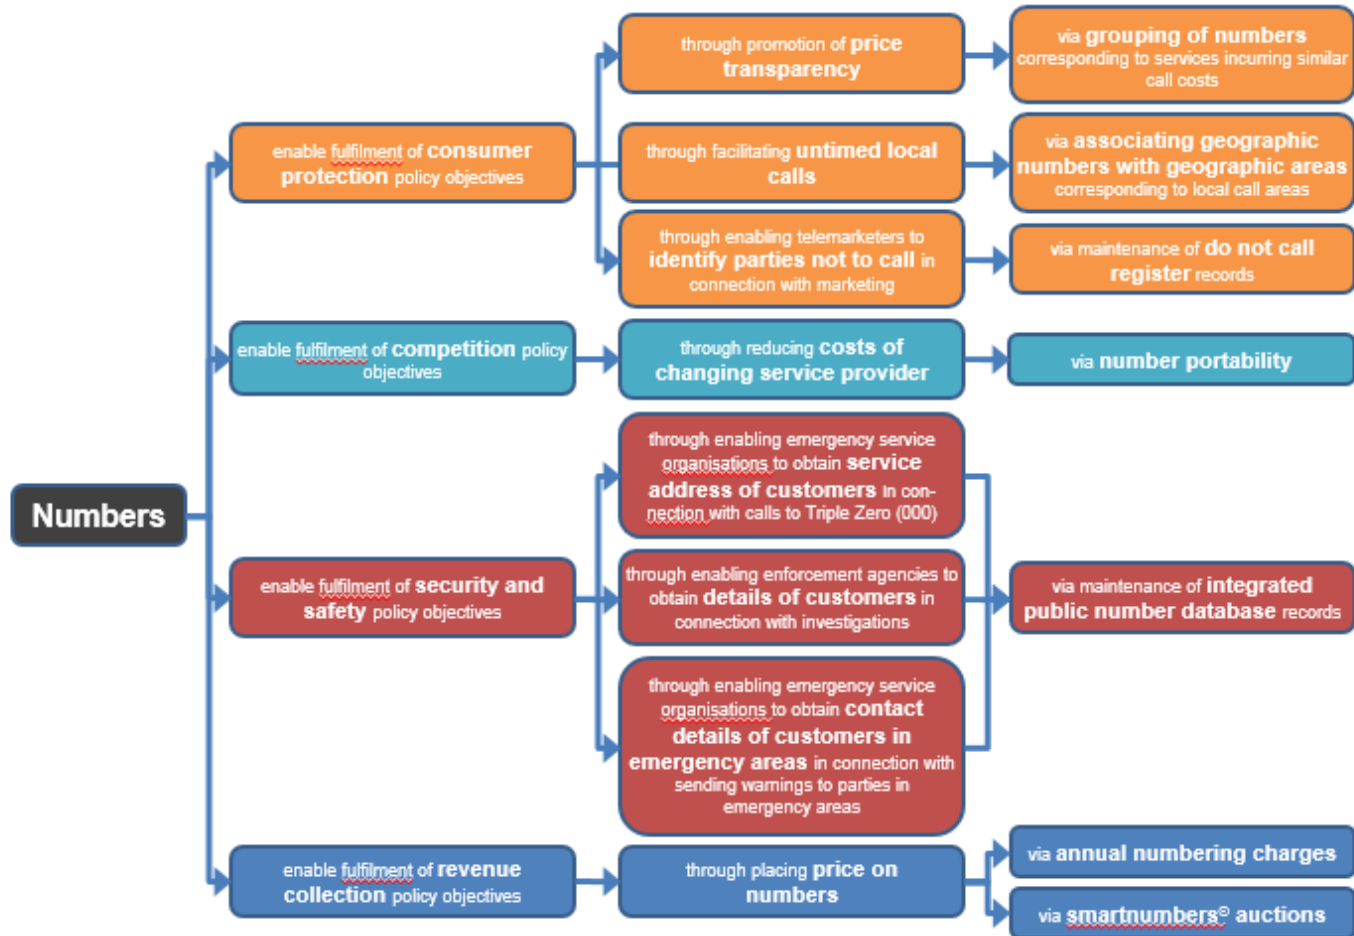 through promotion of price
transparency
via grouping of numbers
corresponding to services incurring similar
call costs
enable fulfilment of consumer
protection policy objectives
through facilitating untimed local
calls
via associating geographic
numbers with geographic areas
corresponding to local call areas
through enabling telemarketers to
identify parties not to call in
connection with marketing
via maintenance of do not call
register records
enable fulfilment of competition policy
objectives
through reducing costs of
changing service provider
via number portability
Numbers
enable fulfilment of security and
safety policy objectives
through enabling emergency service
organisations to obtain service
address of customers in con-
nection with calls to Triple Zero (000)
through enabling enforcement agencies to
obtain details of customers in
connection with investigations
through enabling emergency service
organisations to obtain contact
details of customers in
emergency areas in connection with
sending warnings to parties in
emergency areas
via maintenance of integrated
public number database records
enable fulfilment of revenue
collection policy objectives
through placing price on
numbers
via annual numbering charges
via smartnumbers© auctions